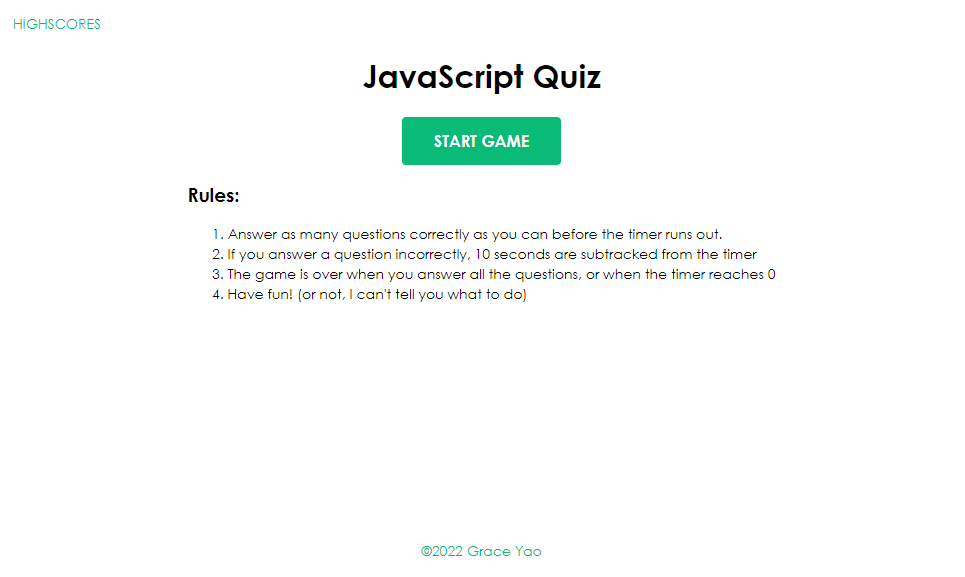 HIGHSCORES
JavaScript Quiz
START GAME
Rules:
1. Answer as many questions correctly as you can before the timer runs out.
2. If you answer a question incorrectly, 10 seconds are subtracked from the timer
3. The game is over when you answer all the questions, or when the timer reaches 0
4. Have fun! (or not, I can't tell you what to do)
©2022 Grace Yao